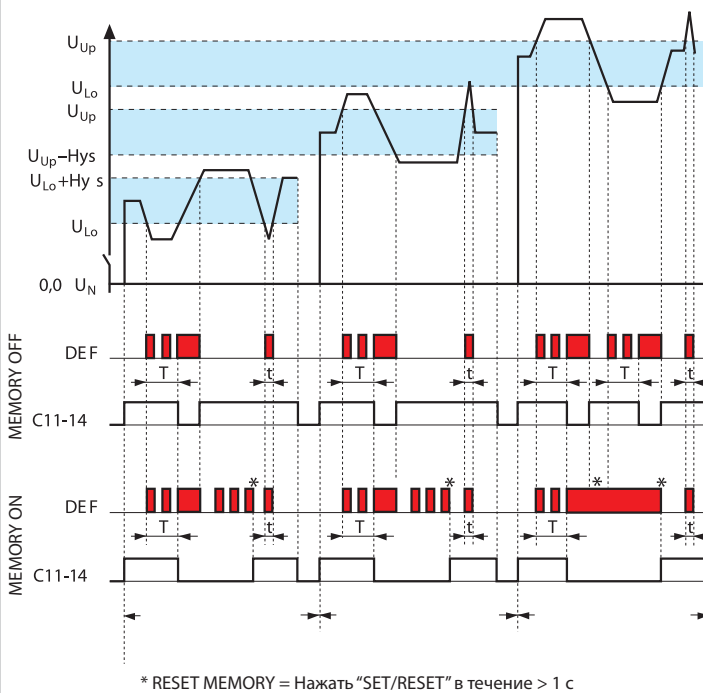 U_Up
U_Lo
U_Up
U_Up–Hys
U_Lo+Hy s
U_Lo
0,0 U_N
MEMORY OFF
DEF
T t T t T T t
C11-14
MEMORY ON
DEF
* * * *
T t T t T t
C11-14
* RESET MEMORY = Нажать “SET/RESET” в течение > 1 с